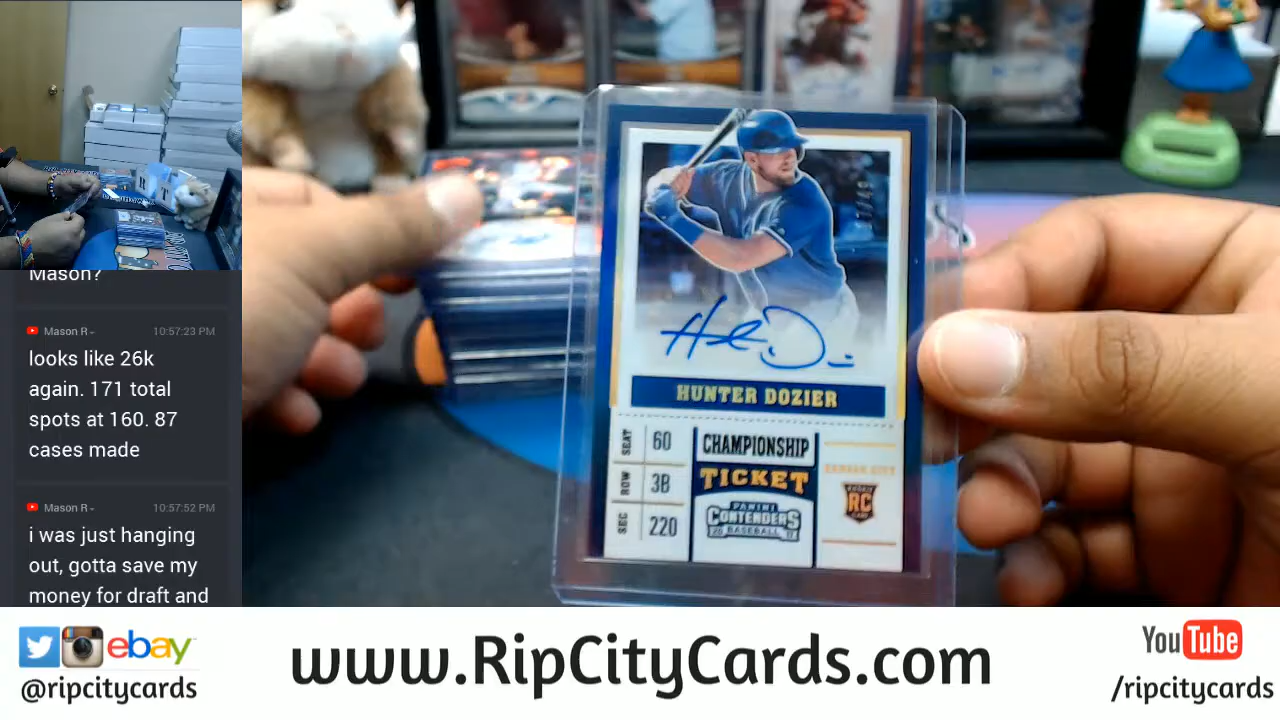 Mason?
Mason R -
10:57:23 PM
looks like 26k
again. 171 total
spots at 160. 87
cases made
Mason R -
10:57:52 PM
i was just hanging
out, gotta save my
money for draft and
HUNTER DOZIER
SEAT 60
ROW 3B
SEC 220
CHAMPIONSHIP
TICKET
PANINI
CONTENDERS
BASEBALL
KANSAS CITY
RC
ebay
@ripcitycards
www.RipCityCards.com
YouTube
/ripcitycards